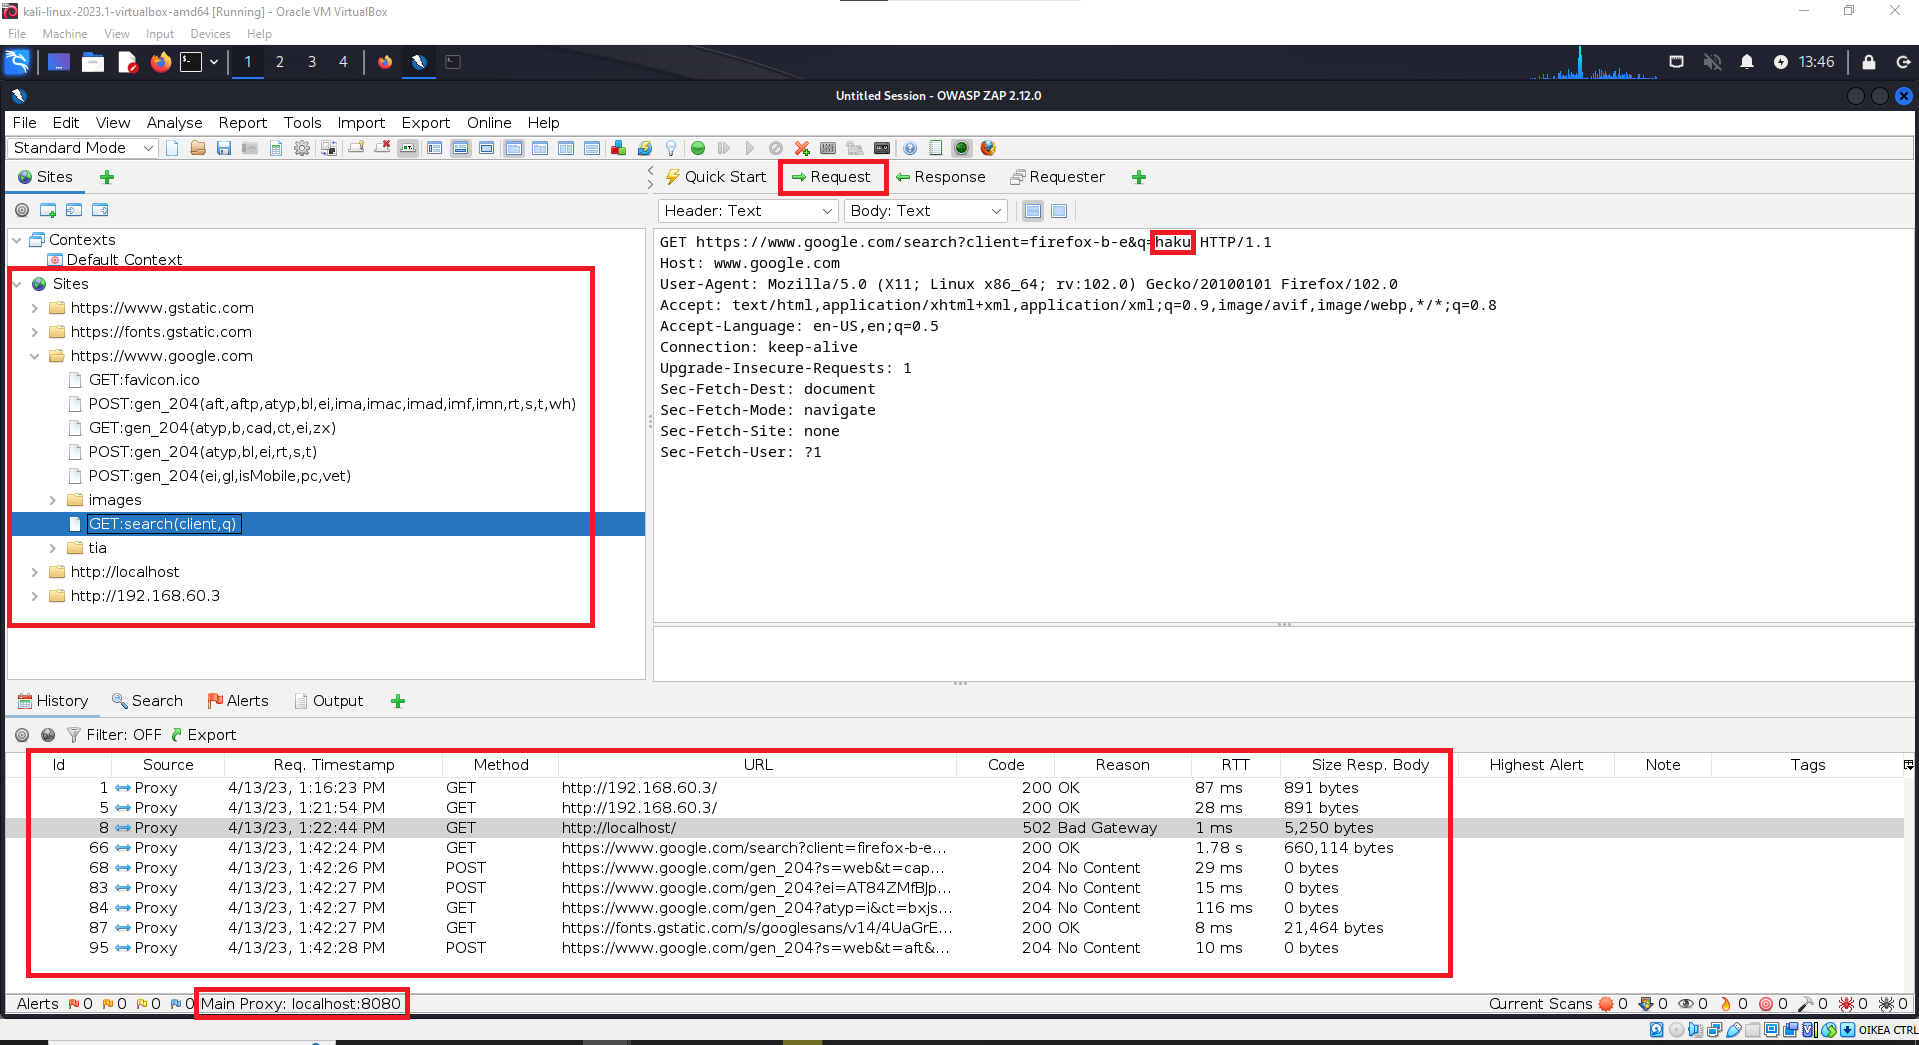 kali-linux-2023.1-virtualbox-amd64 [Running] - Oracle VM VirtualBox
File Machine View Input Devices Help
1 2 3 4 13:46
Untitled Session - OWASP ZAP 2.12.0
File Edit View Analyse Report Tools Import Export Online Help
Standard Mode
Sites
Quick Start Request Response Requester
Header: Text Body: Text
Contexts
Default Context
Sites
https://www.gstatic.com
https://fonts.gstatic.com
https://www.google.com
GET:favicon.ico
POST:gen_204(aft,aftp,atyp,bl,ei,ima,imac,imad,imf,imn,rt,s,t,wh)
GET:gen_204(atyp,b,cad,ct,ei,zx)
POST:gen_204(atyp,bl,ei,rt,s,t)
POST:gen_204(ei,gl,isMobile,pc,vet)
images
GET:search(client,q)
tia
http://localhost
http://192.168.60.3
GET https://www.google.com/search?client=firefox-b-e&q=haku HTTP/1.1
Host: www.google.com
User-Agent: Mozilla/5.0 (X11; Linux x86_64; rv:102.0) Gecko/20100101 Firefox/102.0
Accept: text/html,application/xhtml+xml,application/xml;q=0.9,image/avif,image/webp,*/*;q=0.8
Accept-Language: en-US,en;q=0.5
Connection: keep-alive
Upgrade-Insecure-Requests: 1
Sec-Fetch-Dest: document
Sec-Fetch-Mode: navigate
Sec-Fetch-Site: none
Sec-Fetch-User: ?1
History Search Alerts Output
Filter: OFF Export
Id Source Req. Timestamp Method URL Code Reason RTT Size Resp. Body Highest Alert Note Tags
1 Proxy 4/13/23, 1:16:23 PM GET http://192.168.60.3/ 200 OK 87 ms 891 bytes
5 Proxy 4/13/23, 1:21:54 PM GET http://192.168.60.3/ 200 OK 28 ms 891 bytes
8 Proxy 4/13/23, 1:22:44 PM GET http://localhost/ 502 Bad Gateway 1 ms 5,250 bytes
66 Proxy 4/13/23, 1:42:24 PM GET https://www.google.com/search?client=firefox-b-e... 200 OK 1.78 s 660,114 bytes
68 Proxy 4/13/23, 1:42:26 PM POST https://www.google.com/gen_204?s=web&t=cap... 204 No Content 29 ms 0 bytes
83 Proxy 4/13/23, 1:42:27 PM POST https://www.google.com/gen_204?ei=AT84ZMfBJp... 204 No Content 15 ms 0 bytes
84 Proxy 4/13/23, 1:42:27 PM GET https://www.google.com/gen_204?atyp=i&ct=bxjs... 204 No Content 116 ms 0 bytes
87 Proxy 4/13/23, 1:42:27 PM GET https://fonts.gstatic.com/s/googlesans/v14/4UaGrE... 200 OK 8 ms 21,464 bytes
95 Proxy 4/13/23, 1:42:28 PM POST https://www.google.com/gen_204?s=web&t=aft&... 204 No Content 10 ms 0 bytes
Alerts 0 0 0 0 Main Proxy: localhost:8080 Current Scans 0 0 0 0 0 0 0 0
OIKEA CTRL